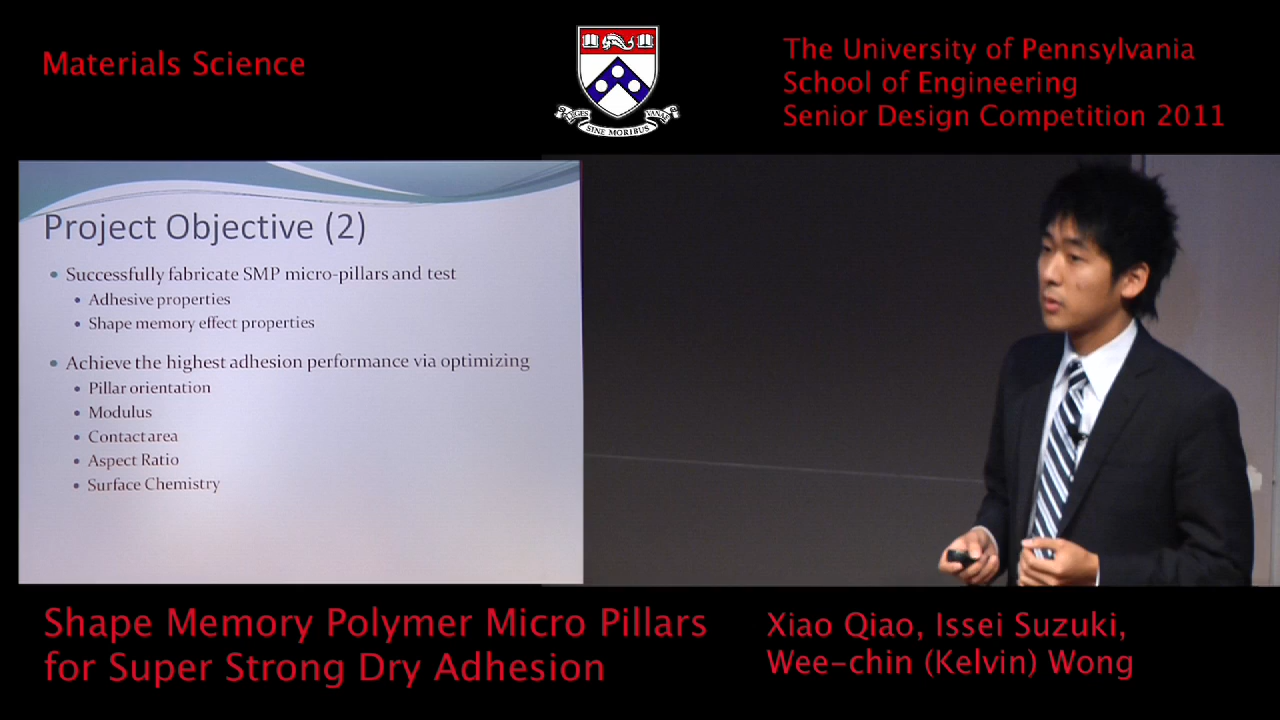 Materials Science
The University of Pennsylvania
School of Engineering
Senior Design Competition 2011
SINE MORIBUS
Project Objective (2)
Successfully fabricate SMP micro-pillars and test
Adhesive properties
Shape memory effect properties
Achieve the highest adhesion performance via optimizing
Pillar orientation
Modulus
Contact area
Aspect Ratio
Surface Chemistry
Shape Memory Polymer Micro Pillars
for Super Strong Dry Adhesion
Xiao Qiao, Issei Suzuki,
Wee-chin (Kelvin) Wong